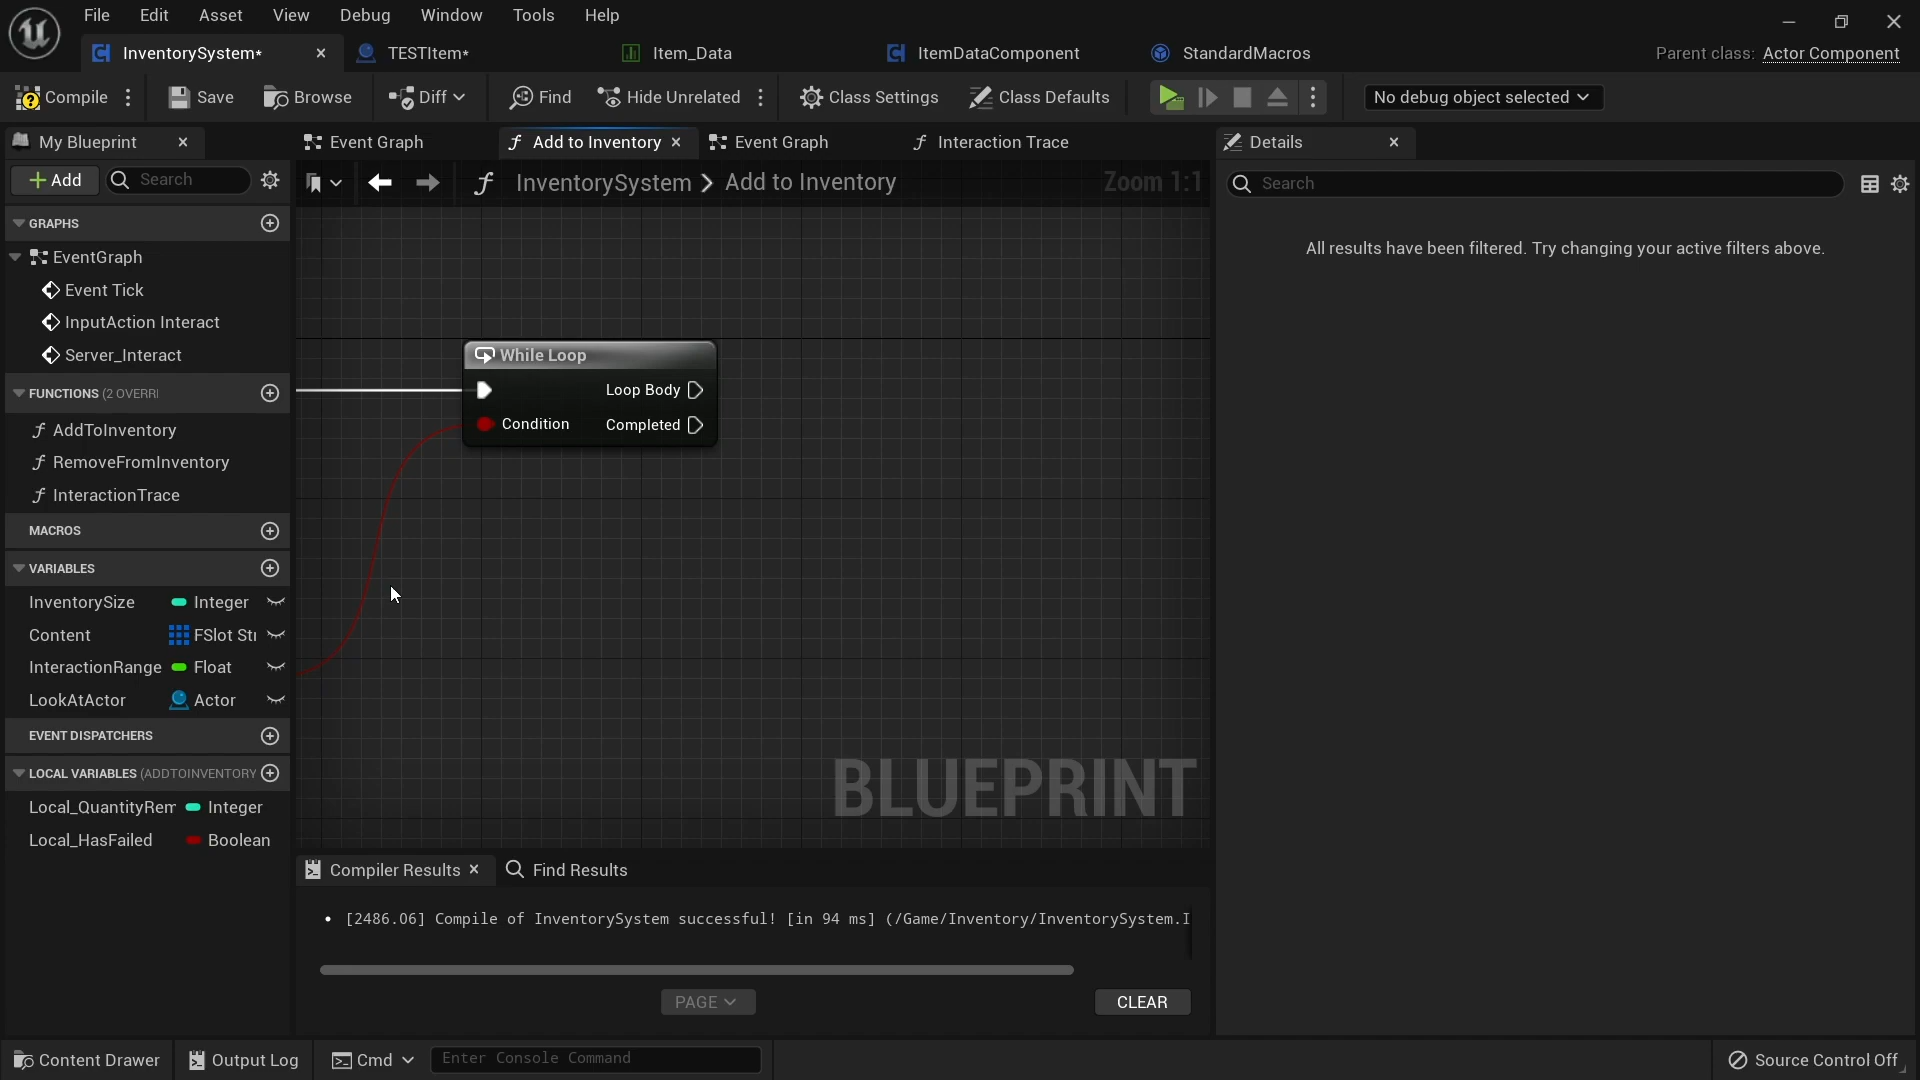 File Edit Asset View Debug Window Tools Help
InventorySystem* TESTItem* Item_Data ItemDataComponent StandardMacros Parent class: Actor Component
Compile Save Browse Diff Find Hide Unrelated Class Settings Class Defaults No debug object selected
My Blueprint Event Graph Add to Inventory Event Graph Interaction Trace Details
Add Search InventorySystem > Add to Inventory Zoom 1:1 Search
GRAPHS
All results have been filtered. Try changing your active filters above.
EventGraph
Event Tick
InputAction Interact
Server_Interact
While Loop
Loop Body
Condition Completed
FUNCTIONS (2 OVERRI
AddToInventory
RemoveFromInventory
InteractionTrace
MACROS
VARIABLES
InventorySize Integer
Content FSlot Str
InteractionRange Float
LookAtActor Actor
EVENT DISPATCHERS
LOCAL VARIABLES (ADDTOINVENTORY
Local_QuantityRem Integer
Local_HasFailed Boolean
BLUEPRINT
Compiler Results Find Results
• [2486.06] Compile of InventorySystem successful! [in 94 ms] (/Game/Inventory/InventorySystem.I
PAGE CLEAR
Content Drawer Output Log Cmd Enter Console Command Source Control Off